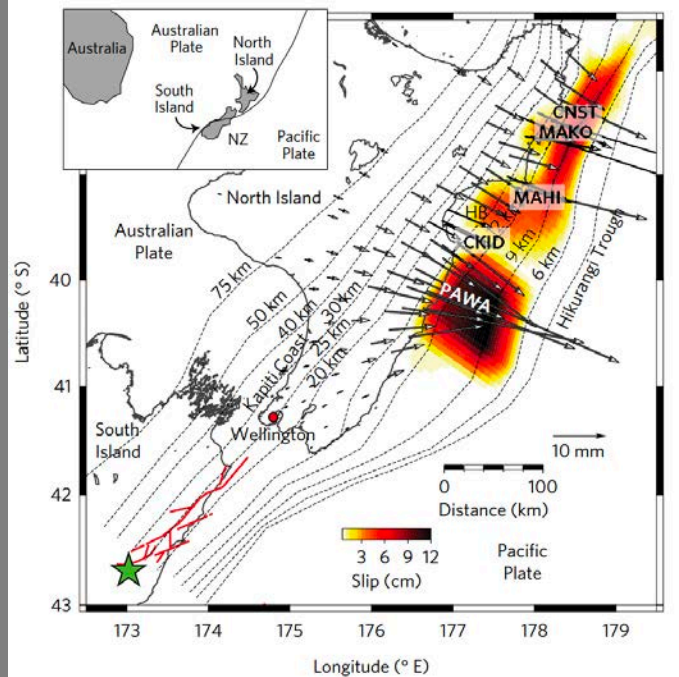 Australia
Australian
Plate
North
Island
South
Island
NZ
Pacific
Plate
CNST
MAKO
MAHI
North Island
HB
CKID
Australian
Plate
PAWA
75 km
50 km
40 km
30 km
25 km
20 km
9 km
6 km
Hikurangi Trough
Kapiti Coast
Wellington
South
Island
10 mm
0 100
Distance (km)
3 6 9 12
Slip (cm)
Pacific
Plate
40
41
42
43
Latitude (° S)
173 174 175 176 177 178 179
Longitude (° E)